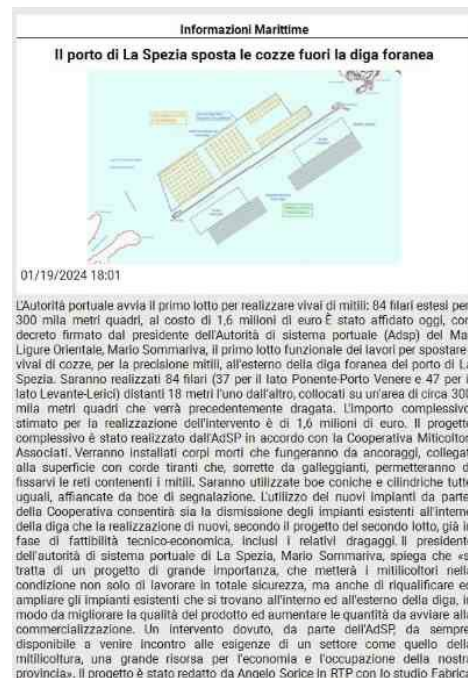 Informazioni Marittime
Il porto di La Spezia sposta le cozze fuori la diga foranea
01/19/2024 18:01
L'Autorità portuale avvia il primo lotto per realizzare vivai di mitili: 84 filari estesi per
300 mila metri quadri, al costo di 1,6 milioni di euro È stato affidato oggi, con
decreto firmato dal presidente dell'Autorità di sistema portuale (Adsp) del Mar
Ligure Orientale, Mario Sommariva, il primo lotto funzionale dei lavori per spostare i
vivai di cozze, per la precisione mitili, all'esterno della diga foranea del porto di La
Spezia. Saranno realizzati 84 filari (37 per il lato Ponente-Porto Venere e 47 per il
lato Levante-Lerici) distanti 18 metri l'uno dall'altro, collocati su un'area di circa 300
mila metri quadri che verrà precedentemente dragata. L'importo complessivo
stimato per la realizzazione dell'intervento è di 1,6 milioni di euro. Il progetto
complessivo è stato realizzato dall'AdSP in accordo con la Cooperativa Miticoltori
Associati. Verranno installati corpi morti che fungeranno da ancoraggi, collegati
alla superficie con corde tiranti che, sorrette da galleggianti, permetteranno di
fissarvi le reti contenenti i mitili. Saranno utilizzate boe coniche e cilindriche tutte
uguali, affiancate da boe di segnalazione. L'utilizzo dei nuovi impianti da parte
della Cooperativa consentirà sia la dismissione degli impianti esistenti all'interno
della diga che la realizzazione di nuovi, secondo il progetto del secondo lotto, già in
fase di fattibilità tecnico-economica, inclusi i relativi dragaggi. Il presidente
dell'autorità di sistema portuale di La Spezia, Mario Sommariva, spiega che «si
tratta di un progetto di grande importanza, che metterà i mitilicoltori nella
condizione non solo di lavorare in totale sicurezza, ma anche di riqualificare ed
ampliare gli impianti esistenti che si trovano all'interno ed all'esterno della diga, in
modo da migliorare la qualità del prodotto ed aumentare le quantità da avviare alla
commercializzazione. Un intervento dovuto, da parte dell'AdSP, da sempre
disponibile a venire incontro alle esigenze di un settore come quello della
mitilicoltura, una grande risorsa per l'economia e l'occupazione della nostra
provincia». Il progetto è stato redatto da Angelo Sorice in RTP con lo studio Fabrica